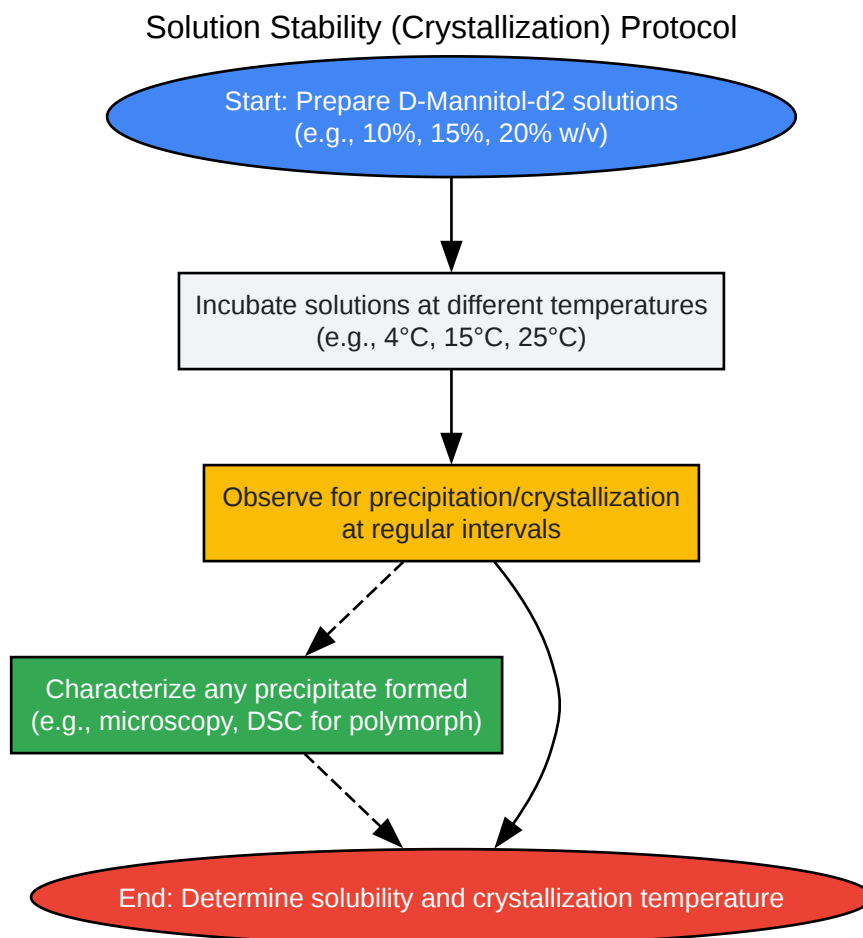 Solution Stability (Crystallization) Protocol
Start: Prepare D-Mannitol-d2 solutions
(e.g., 10%, 15%, 20% w/v)
Incubate solutions at different temperatures
(e.g., 4°C, 15°C, 25°C)
Observe for precipitation/crystallization
at regular intervals
Characterize any precipitate formed
(e.g., microscopy, DSC for polymorph)
End: Determine solubility and crystallization temperature